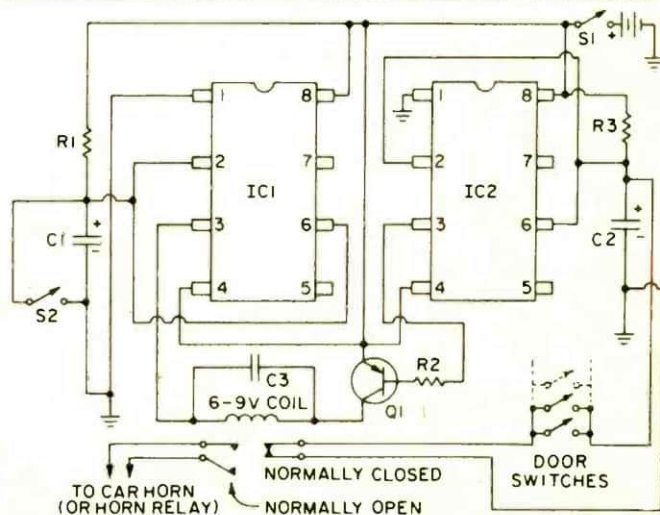 S1
+
R1
1
8
1
8
R3
2
7
2
7
IC1
IC2
+
C1
-
3
6
3
6
+
C2
-
4
5
4
5
S2
C3
R2
6-9V COIL
Q1
NORMALLY CLOSED
DOOR
SWITCHES
TO CAR HORN
(OR HORN RELAY)
NORMALLY OPEN